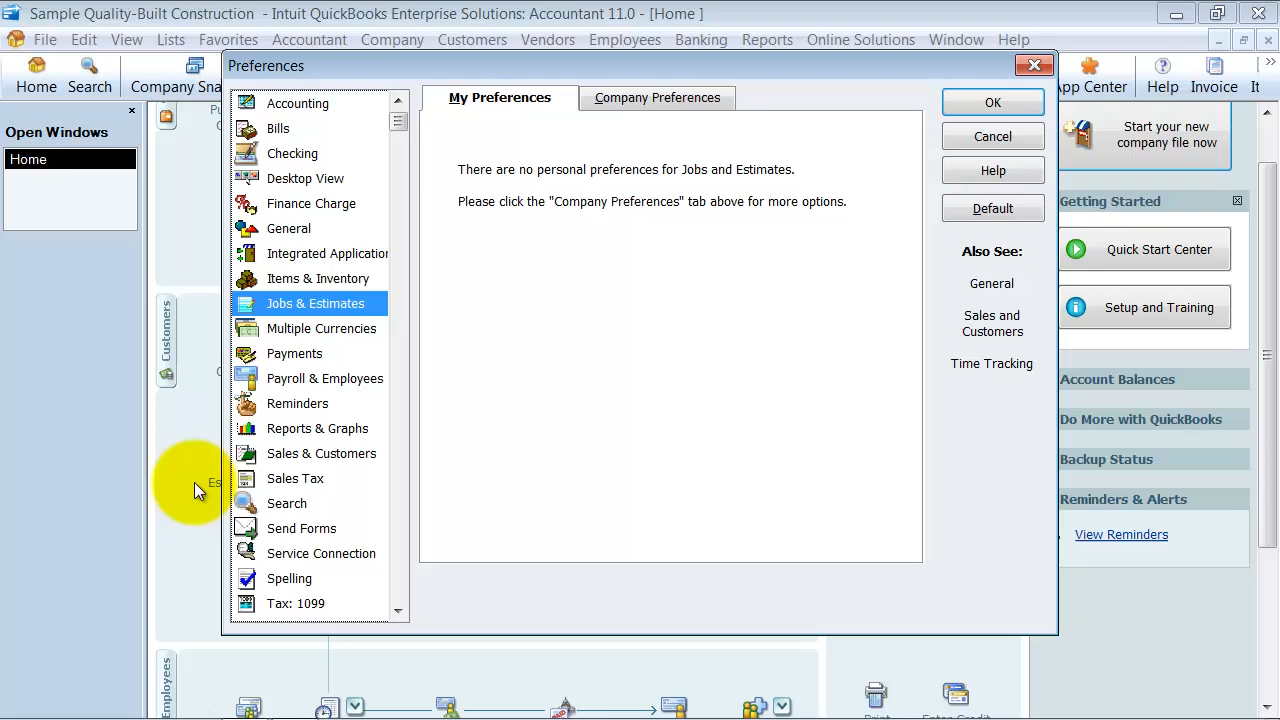 Sample Quality-Built Construction - Intuit QuickBooks Enterprise Solutions: Accountant 11.0 - [Home ]
File Edit View Lists Favorites Accountant Company Customers Vendors Employees Banking Reports Online Solutions Window Help
Home Search Company Sna
App Center Help Invoice It
Open Windows
Home
Preferences
Accounting
Bills
Checking
Desktop View
Finance Charge
General
Integrated Application
Items & Inventory
Jobs & Estimates
Multiple Currencies
Payments
Payroll & Employees
Reminders
Reports & Graphs
Sales & Customers
Sales Tax
Search
Send Forms
Service Connection
Spelling
Tax: 1099
My Preferences Company Preferences
There are no personal preferences for Jobs and Estimates.
Please click the "Company Preferences" tab above for more options.
OK
Cancel
Help
Default
Also See:
General
Sales and
Customers
Time Tracking
Customers
Es
Employees
Start your new
company file now
Getting Started
Quick Start Center
Setup and Training
Account Balances
Do More with QuickBooks
Backup Status
Reminders & Alerts
View Reminders